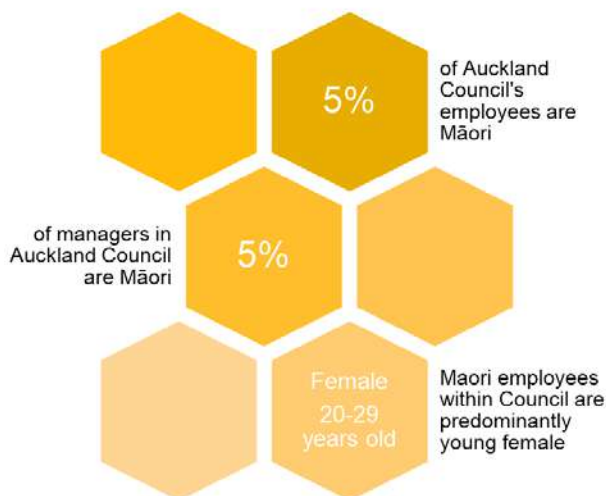 5%
of Auckland
Council's
employees are
Māori
of managers in
Auckland Council
are Māori
5%
Female
20-29
years old
Maori employees
within Council are
predominantly
young female